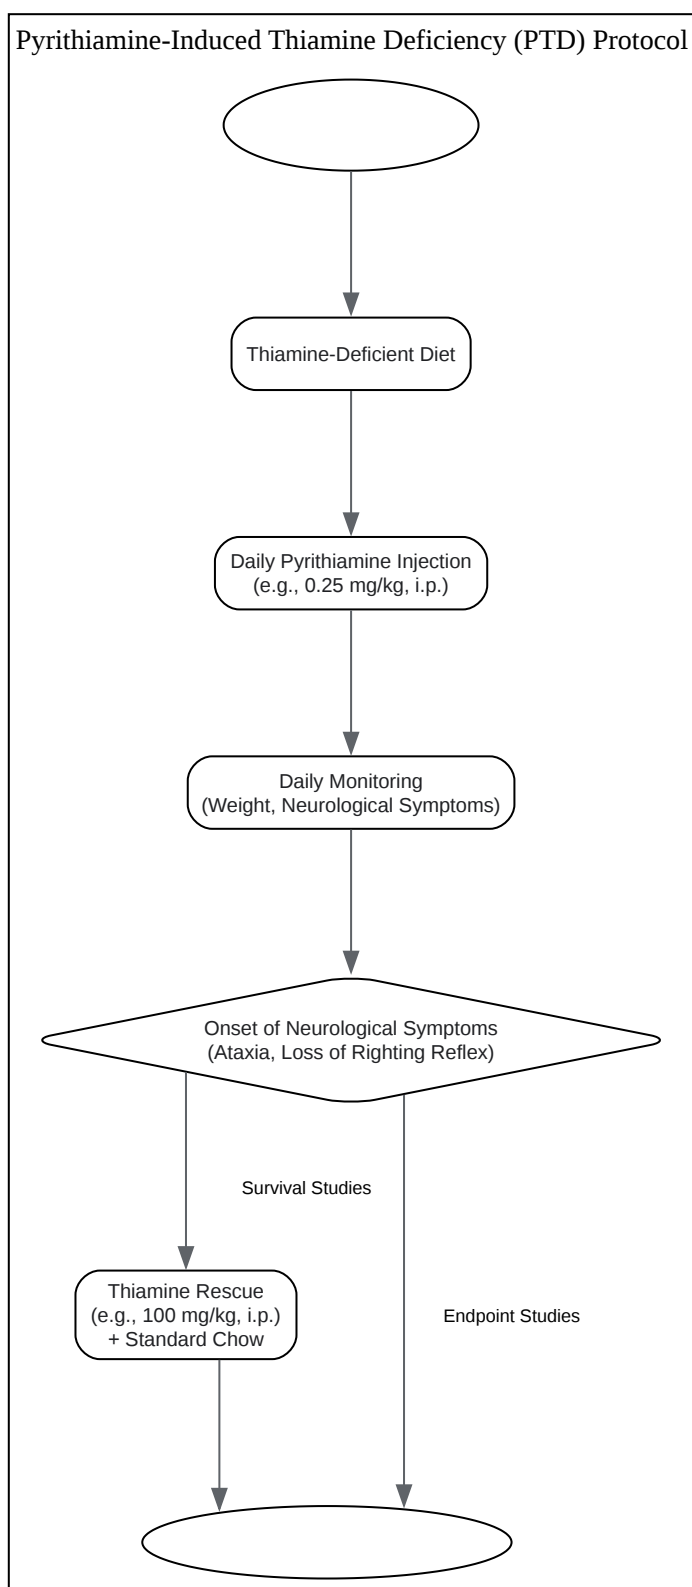 Pyrithiamine-Induced Thiamine Deficiency (PTD) Protocol
Thiamine-Deficient Diet
Daily Pyrithiamine Injection
(e.g., 0.25 mg/kg, i.p.)
Daily Monitoring
(Weight, Neurological Symptoms)
Onset of Neurological Symptoms
(Ataxia, Loss of Righting Reflex)
Survival Studies
Thiamine Rescue
(e.g., 100 mg/kg, i.p.)
+ Standard Chow
Endpoint Studies